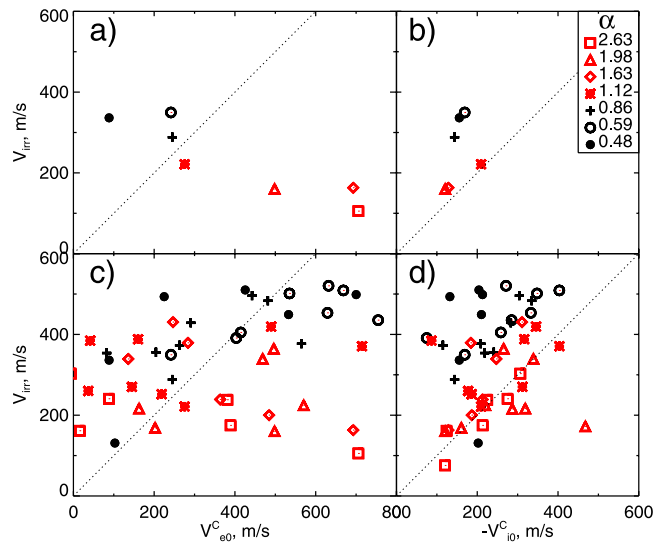 a)
b)
α
2.63
1.98
1.63
1.12
0.86
0.59
0.48
600
400
200
0
V_irr, m/s
c)
d)
600
400
200
0
V_irr, m/s
0 200 400 600 800
0 200 400 600
V^C_e0, m/s
-V^C_i0, m/s